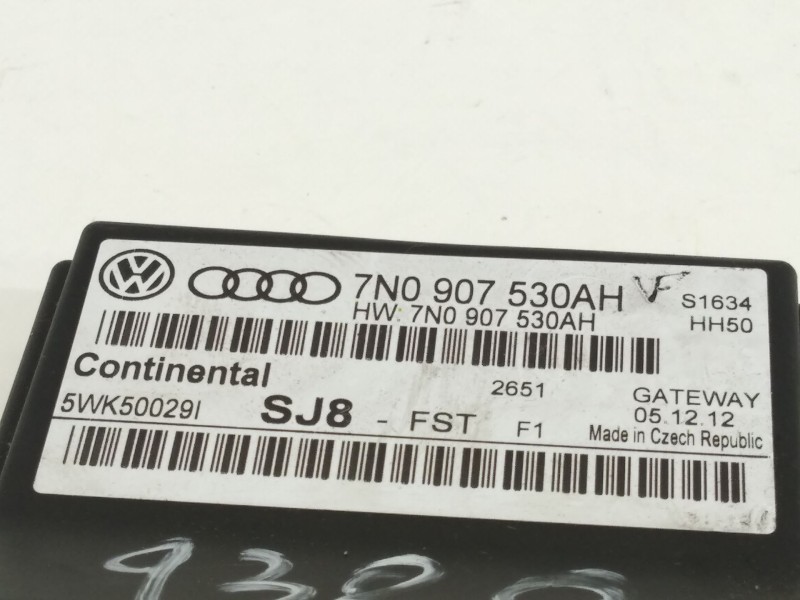 7N0 907 530AH VF S1634
HW: 7N0 907 530AH HH50
Continental 2651 GATEWAY
5WK50029I SJ8 - FST F1 05.12.12
Made in Czech Republic